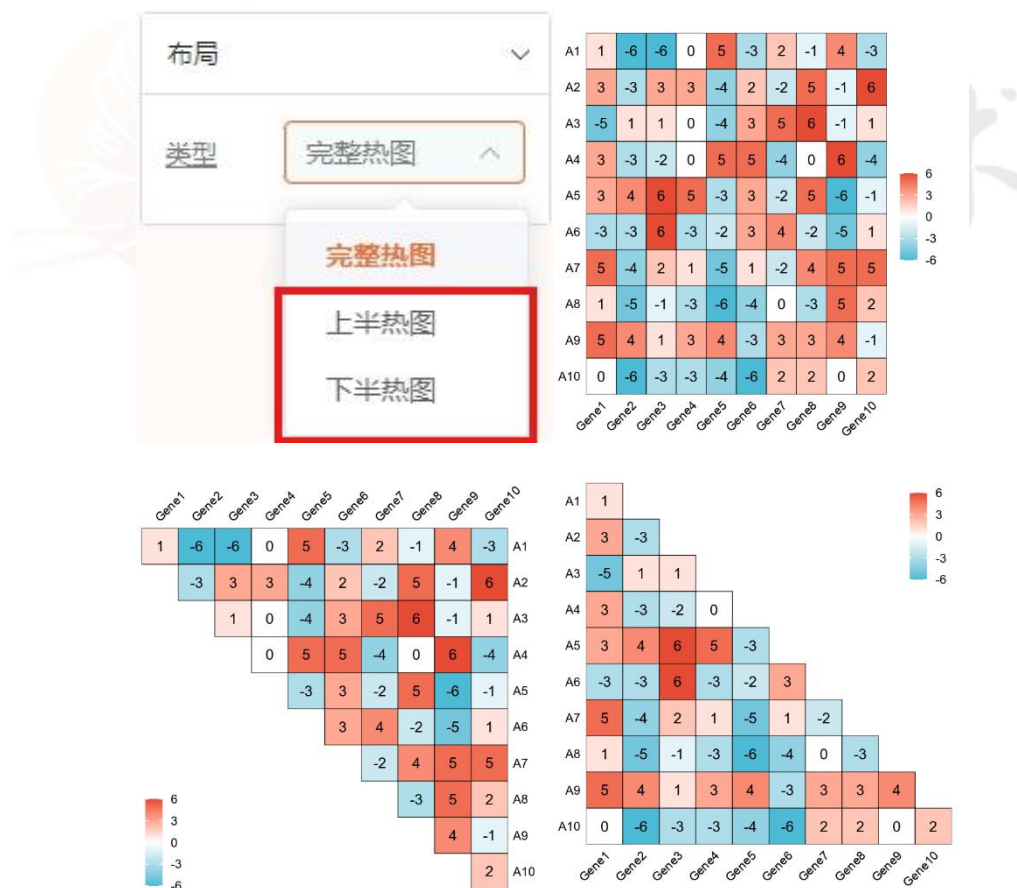 布局
类型 完整热图
完整热图
上半热图
下半热图
A1 1 -6 -6 0 5 -3 2 -1 4 -3
A2 3 -3 3 3 -4 2 -2 5 -1 6
A3 -5 1 1 0 -4 3 5 6 -1 1
A4 3 -3 -2 0 5 5 -4 0 6 -4
A5 3 4 6 5 -3 3 -2 5 -6 -1
A6 -3 -3 6 -3 -2 3 4 -2 -5 1
A7 5 -4 2 1 -5 1 -2 4 5 5
A8 1 -5 -1 -3 -6 -4 0 -3 5 2
A9 5 4 1 3 4 -3 3 3 4 -1
A10 0 -6 -3 -3 -4 -6 2 2 0 2
Gene1 Gene2 Gene3 Gene4 Gene5 Gene6 Gene7 Gene8 Gene9 Gene10
6
3
0
-3
-6
Gene1 Gene2 Gene3 Gene4 Gene5 Gene6 Gene7 Gene8 Gene9 Gene10
1 -6 -6 0 5 -3 2 -1 4 -3 A1
-3 3 3 -4 2 -2 5 -1 6 A2
1 0 -4 3 5 6 -1 1 A3
0 5 5 -4 0 6 -4 A4
-3 3 -2 5 -6 -1 A5
3 4 -2 -5 1 A6
-2 4 5 5 A7
-3 5 2 A8
4 -1 A9
2 A10
6
3
0
-3
-6
A1 1
A2 3 -3
A3 -5 1 1
A4 3 -3 -2 0
A5 3 4 6 5 -3
A6 -3 -3 6 -3 -2 3
A7 5 -4 2 1 -5 1 -2
A8 1 -5 -1 -3 -6 -4 0 -3
A9 5 4 1 3 4 -3 3 3 4
A10 0 -6 -3 -3 -4 -6 2 2 0 2
Gene1 Gene2 Gene3 Gene4 Gene5 Gene6 Gene7 Gene8 Gene9 Gene10
6
3
0
-3
-6